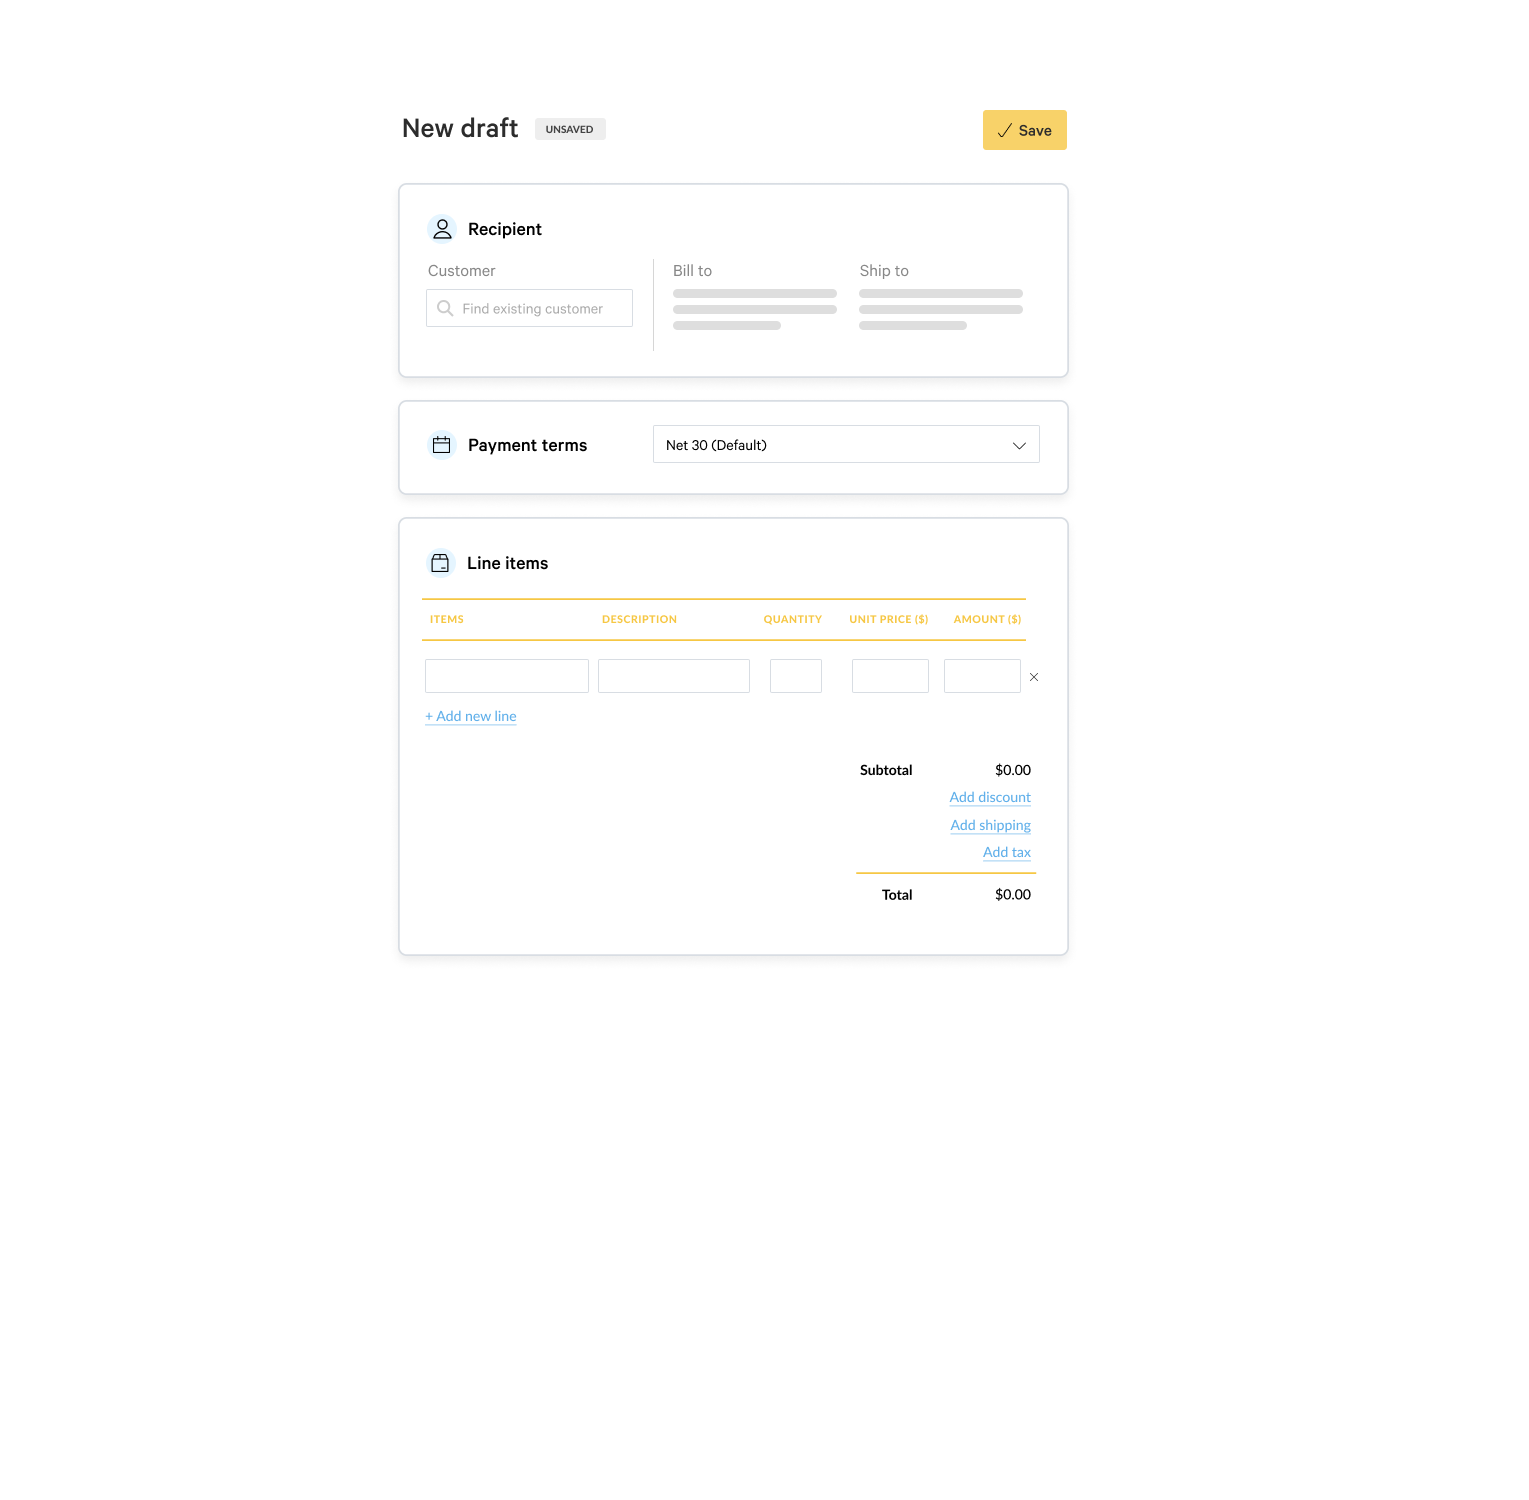 New draft UNSAVED Save
Recipient
Customer Bill to Ship to
Find existing customer
Payment terms Net 30 (Default)
Line items
ITEMS DESCRIPTION QUANTITY UNIT PRICE ($) AMOUNT ($)
+ Add new line
Subtotal $0.00
Add discount
Add shipping
Add tax
Total $0.00